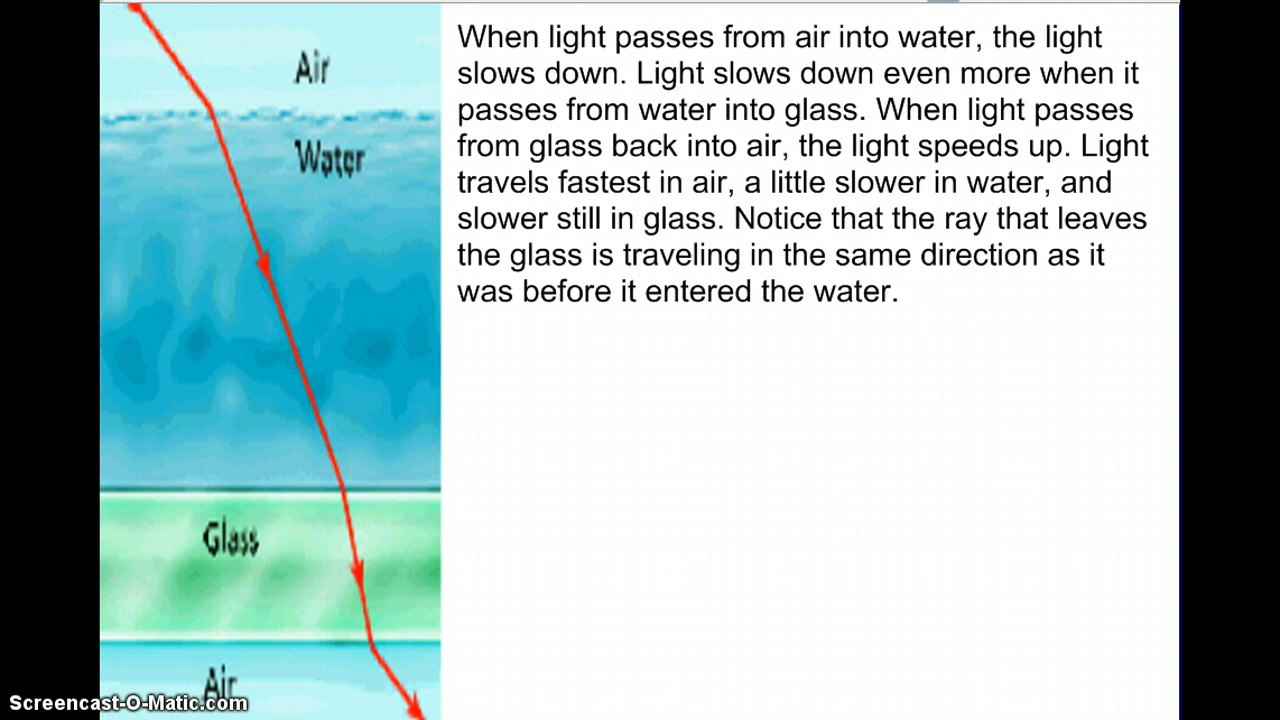 Air
Water
Glass
Air
When light passes from air into water, the light
slows down. Light slows down even more when it
passes from water into glass. When light passes
from glass back into air, the light speeds up. Light
travels fastest in air, a little slower in water, and
slower still in glass. Notice that the ray that leaves
the glass is traveling in the same direction as it
was before it entered the water.
Screencast-O-Matic.com